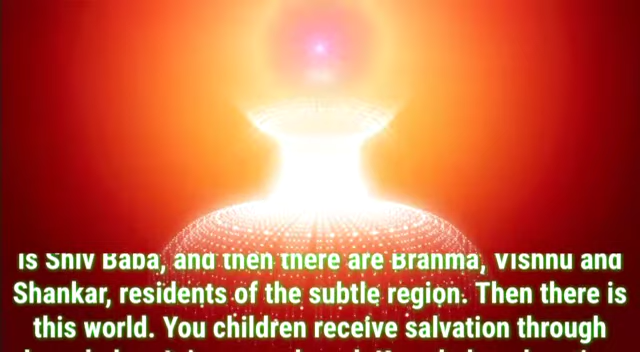 is Shiv Baba, and then there are Brahma, Vishnu and
Shankar, residents of the subtle region. Then there is
this world. You children receive salvation through